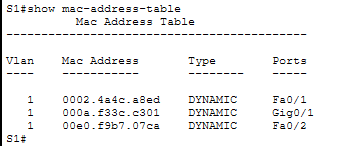 S1#show mac-address-table
Mac Address Table
-------------------------------------------
Vlan    Mac Address       Type        Ports
----    -----------       --------    -----
1    0002.4a4c.a8ed    DYNAMIC     Fa0/1
1    000a.f33c.c301    DYNAMIC     Gig0/1
1    00e0.f9b7.07ca    DYNAMIC     Fa0/2
S1#